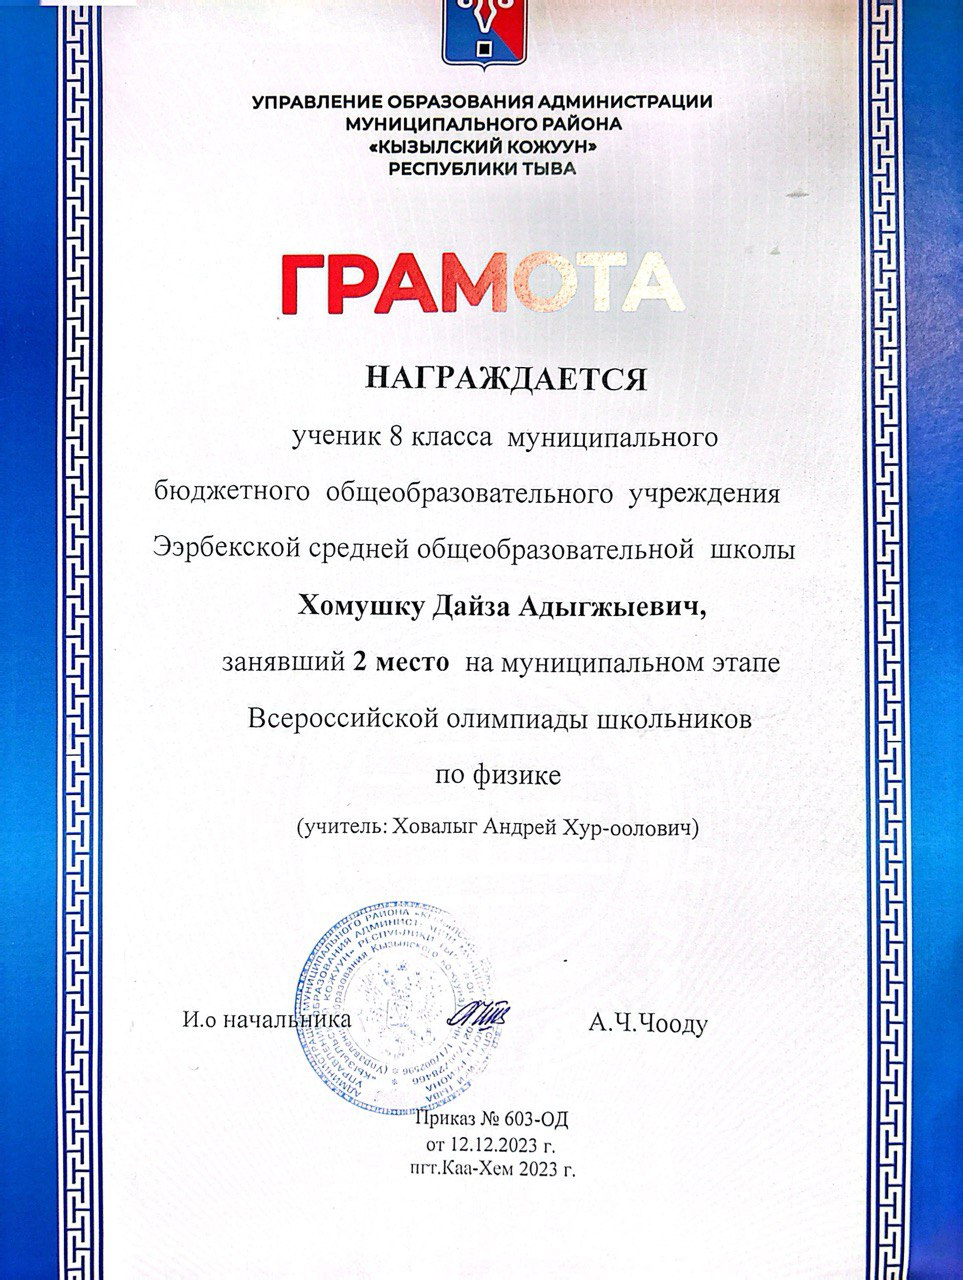 УПРАВЛЕНИЕ ОБРАЗОВАНИЯ АДМИНИСТРАЦИИ
МУНИЦИПАЛЬНОГО РАЙОНА
«КЫЗЫЛСКИЙ КОЖУУН»
РЕСПУБЛИКИ ТЫВА
ГРАМОТА
НАГРАЖДАЕТСЯ
ученик 8 класса муниципального
бюджетного общеобразовательного учреждения
Ээрбекской средней общеобразовательной школы
Хомушку Дайза Адыгжыевич,
занявший 2 место на муниципальном этапе
Всероссийской олимпиады школьников
по физике
(учитель: Ховалыг Андрей Хур-оолович)
И.о начальника
А.Ч.Чооду
Приказ № 603-ОД
от 12.12.2023 г.
пгт.Каа-Хем 2023 г.